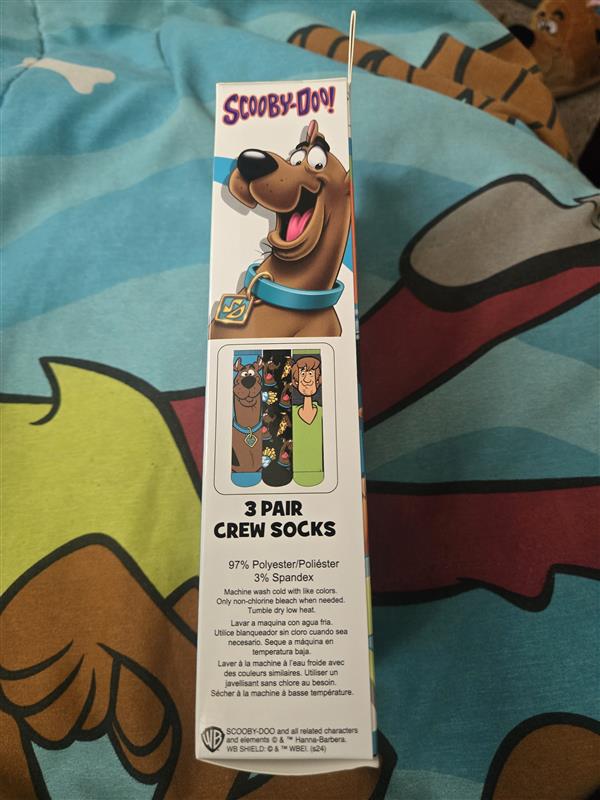 SCOOBY-DOO!
SD
3 PAIR
CREW SOCKS
97% Polyester/Poliéster
3% Spandex
Machine wash cold with like colors.
Only non-chlorine bleach when needed.
Tumble dry low heat.
Lavar a maquina con agua fria.
Utilice blanqueador sin cloro cuando sea
necesario. Seque a máquina en
temperatura baja.
Laver à la machine à l'eau froide avec
des couleurs similaires. Utiliser un
javellisant sans chlore au besoin.
Sécher à la machine à basse température.
WB
SCOOBY-DOO and all related characters
and elements © & ™ Hanna-Barbera.
WB SHIELD: © & ™ WBEI. (s24)